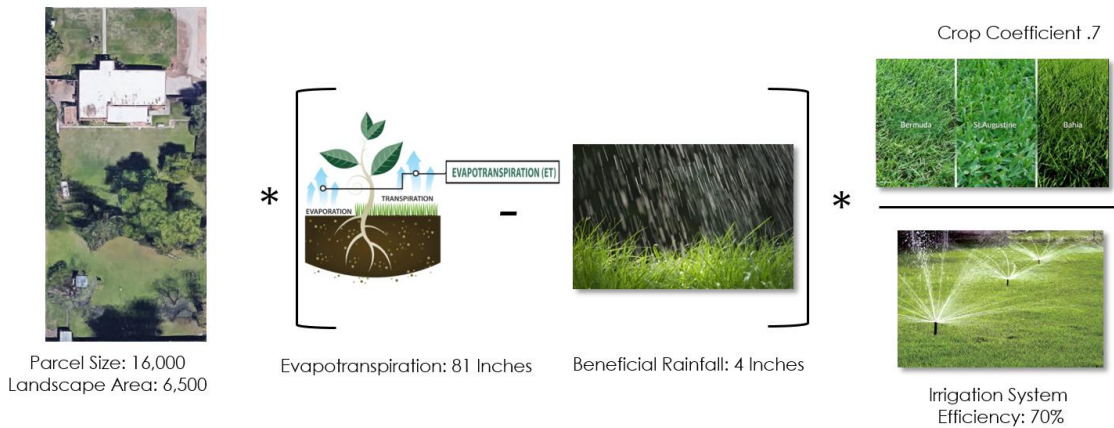 Crop Coefficient .7
Bermuda
St.Augustine
Bahia
*
[
EVAPOTRANSPIRATION (ET)
EVAPORATION
TRANSPIRATION
-
]
*
Parcel Size: 16,000
Landscape Area: 6,500
Evapotranspiration: 81 Inches
Beneficial Rainfall: 4 Inches
Irrigation System
Efficiency: 70%